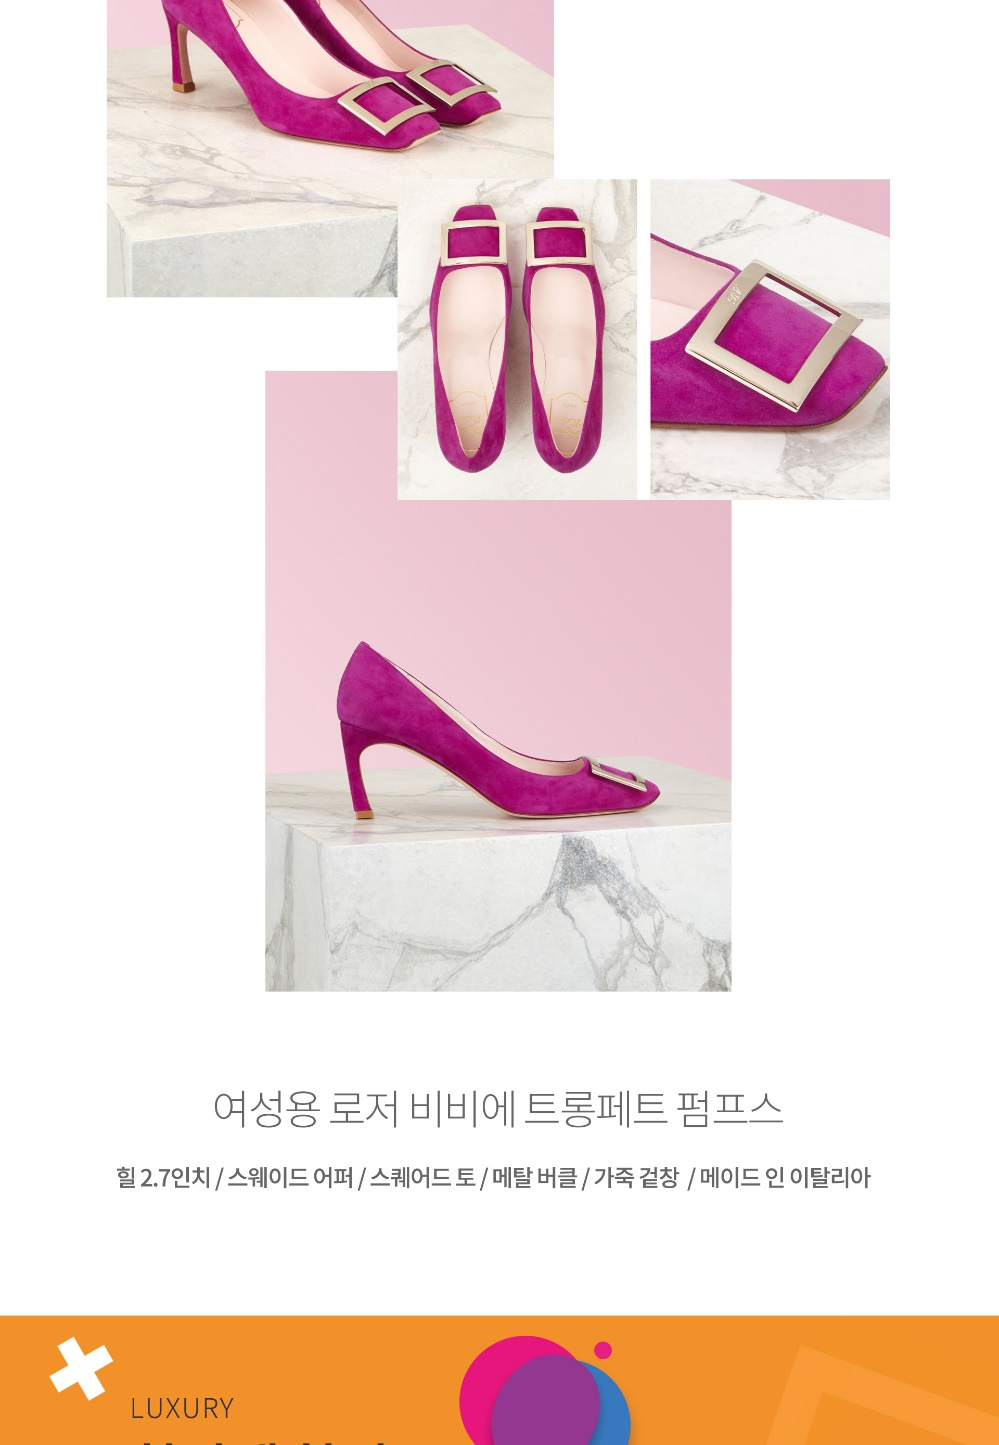 여성용 로저 비비에 트롱페트 펌프스
힐 2.7인치 / 스웨이드 어퍼 / 스퀘어드 토 / 메탈 버클 / 가죽 겉창 / 메이드 인 이탈리아
LUXURY